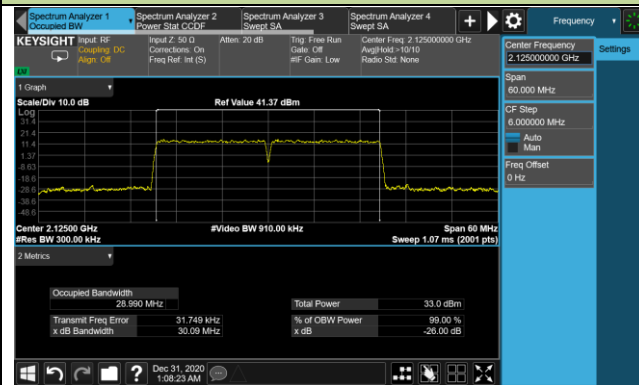 Spectrum Analyzer 1
Occupied BW
Spectrum Analyzer 2
Power Stat CCDF
Spectrum Analyzer 3
Swept SA
Spectrum Analyzer 4
Swept SA
Frequency
KEYSIGHT
Input: RF
Coupling: DC
Align: Off
Input Z: 50 Ω
Corrections: On
Freq Ref: Int (S)
Atten: 20 dB
Trig: Free Run
Gate: Off
#IF Gain: Low
Center Freq: 2.125000000 GHz
Avg|Hold:>10/10
Radio Std: None
Center Frequency
2.125000000 GHz
Settings
Span
60.000 MHz
CF Step
6.000000 MHz
Auto
Man
Freq Offset
0 Hz
1 Graph
Scale/Div 10.0 dB
Ref Value 41.37 dBm
Log
31.4
21.4
11.4
1.37
-8.63
-18.6
-28.6
-38.6
-48.6
Center 2.12500 GHz
#Video BW 910.00 kHz
Span 60 MHz
#Res BW 300.00 kHz
Sweep 1.07 ms (2001 pts)
2 Metrics
Occupied Bandwidth
28.990 MHz
Total Power
33.0 dBm
Transmit Freq Error
31.749 kHz
% of OBW Power
99.00 %
x dB Bandwidth
30.09 MHz
x dB
-26.00 dB
Dec 31, 2020
1:08:23 AM